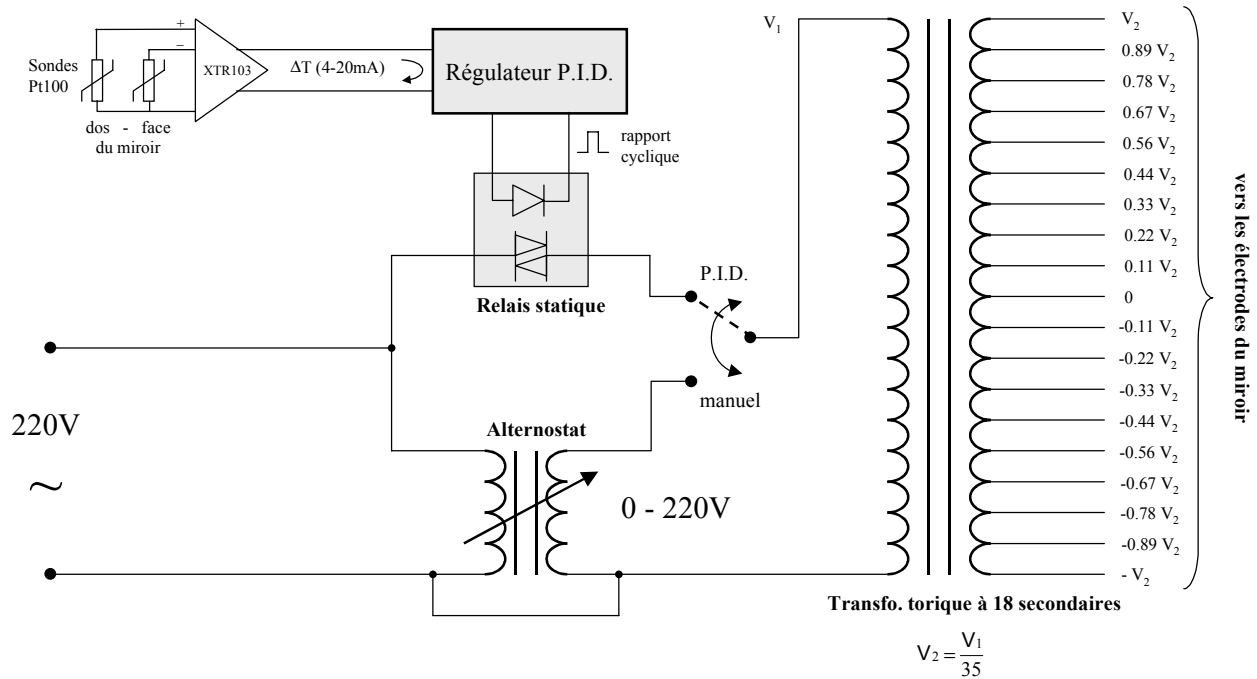 Sondes
Pt100
+
–
XTR103
dos - face
du miroir
ΔT (4-20mA)
Régulateur P.I.D.
rapport
cyclique
Relais statique
P.I.D.
manuel
220V
~
Alternostat
0 - 220V
V1
V2
0.89 V2
0.78 V2
0.67 V2
0.56 V2
0.44 V2
0.33 V2
0.22 V2
0.11 V2
0
-0.11 V2
-0.22 V2
-0.33 V2
-0.44 V2
-0.56 V2
-0.67 V2
-0.78 V2
-0.89 V2
- V2
vers les électrodes du miroir
Transfo. torique à 18 secondaires
V2 = V1
35